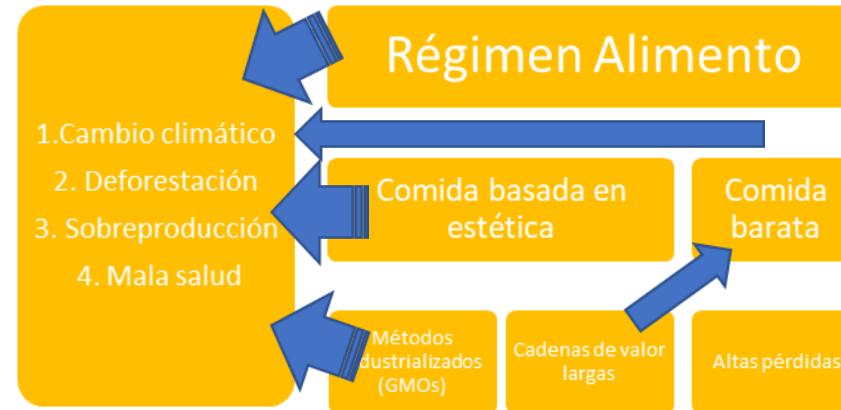 Régimen Alimento
1.Cambio climático
2. Deforestación
3. Sobreproducción
4. Mala salud
Comida basada en
estética
Comida
barata
Métodos
dustrializados
(GMOs)
Cadenas de valor
largas
Altas pérdidas